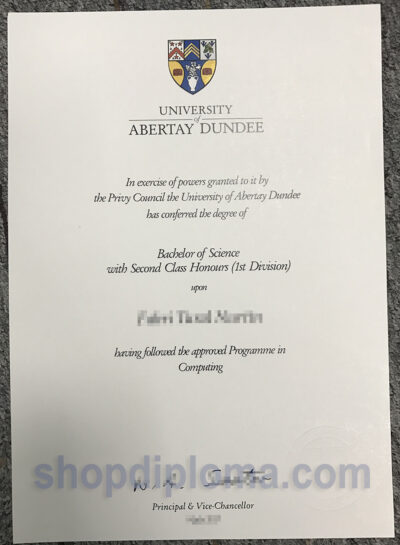 UNIVERSITY
of
ABERTAY DUNDEE
In exercise of powers granted to it by
the Privy Council the University of Abertay Dundee
has conferred the degree of
Bachelor of Science
with Second Class Honours (1st Division)
upon
having followed the approved Programme in
Computing
shopdiploma.com
Principal & Vice-Chancellor